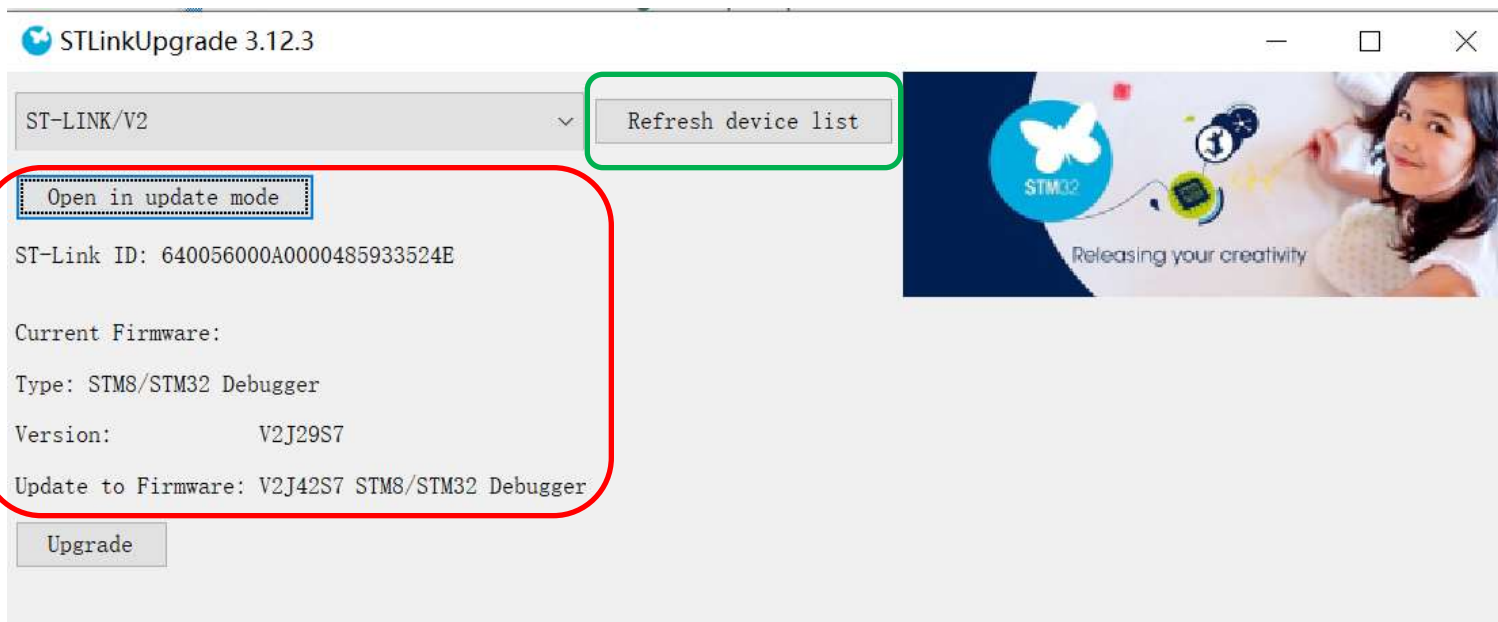 STLinkUpgrade 3.12.3
ST-LINK/V2
Refresh device list
STM32
Releasing your creativity
Open in update mode
ST-Link ID: 640056000A0000485933524E
Current Firmware:
Type: STM8/STM32 Debugger
Version: V2J29S7
Update to Firmware: V2J42S7 STM8/STM32 Debugger
Upgrade